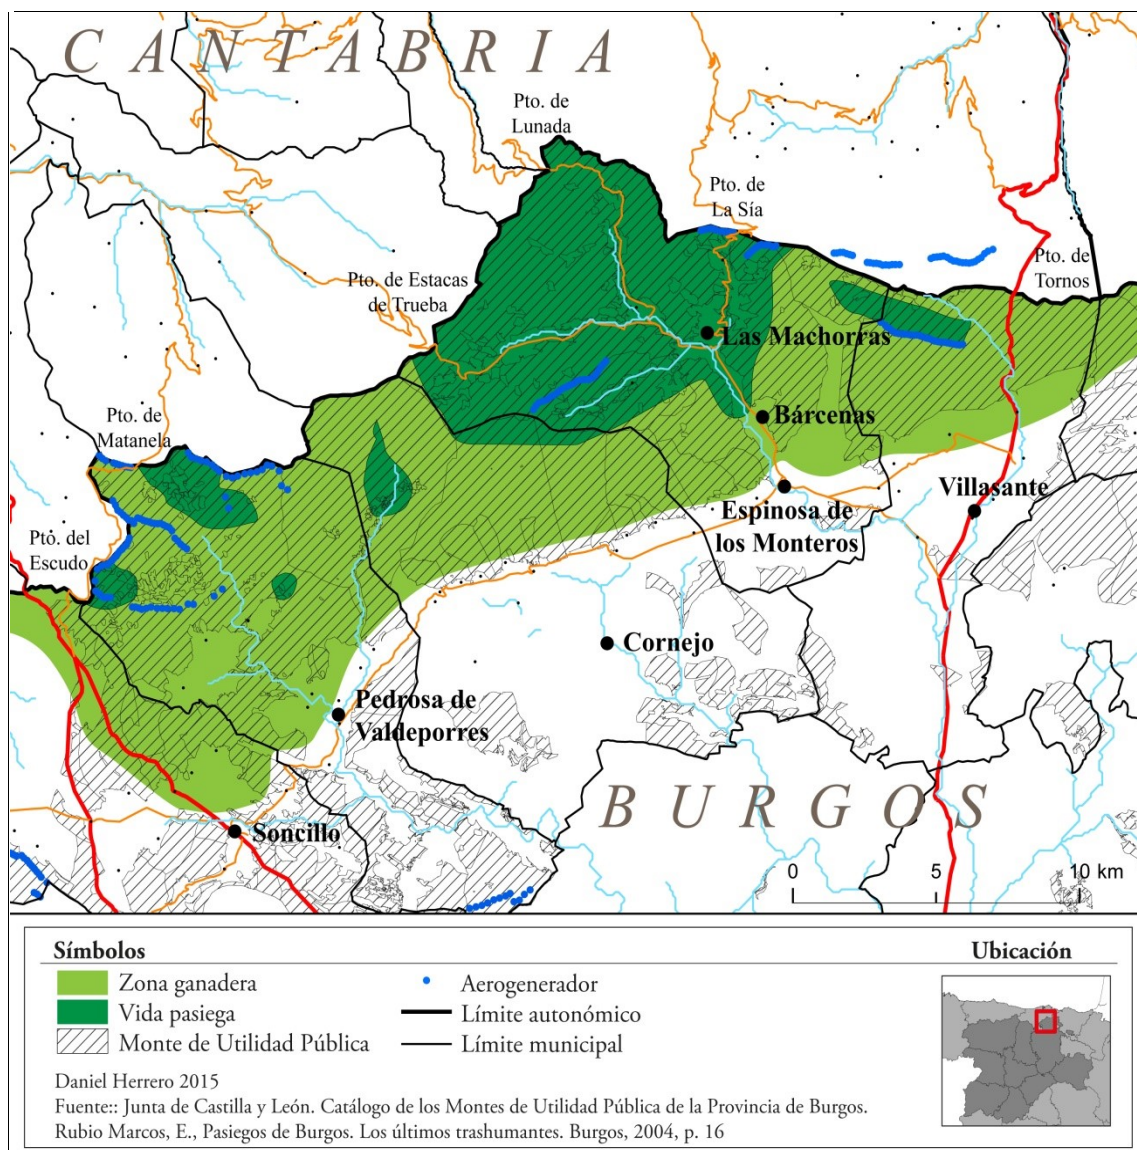 CANTABRIA
Pto. de
Lunada
Pto. de
La Sía
Pto. de Estacas
de Trueba
Pto. de
Tornos
Las Machorras
Pto. de
Matanela
Bárcenas
Espinosa de
los Monteros
Villasante
Pto. del
Escudo
Cornejo
Pedrosa de
Valdeporres
BURGOS
Soncillo
0 5 10 km
Símbolos
Zona ganadera
Vida pasiega
Monte de Utilidad Pública
Aerogenerador
Límite autonómico
Límite municipal
Ubicación
Daniel Herrero 2015
Fuente:: Junta de Castilla y León. Catálogo de los Montes de Utilidad Pública de la Provincia de Burgos.
Rubio Marcos, E., Pasiegos de Burgos. Los últimos trashumantes. Burgos, 2004, p. 16